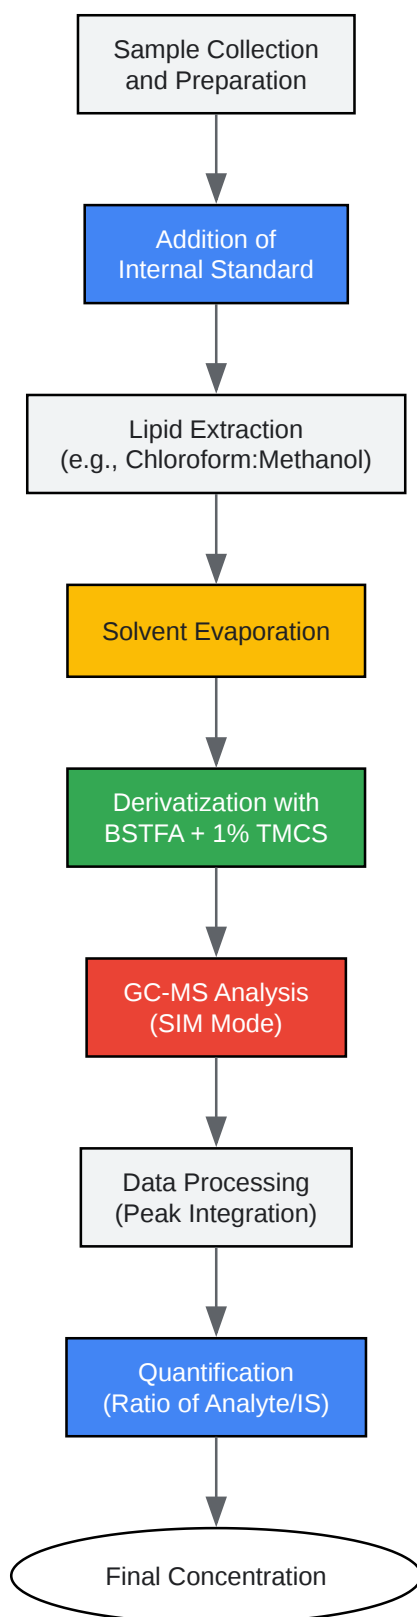 Sample Collection
and Preparation
Addition of
Internal Standard
Lipid Extraction
(e.g., Chloroform:Methanol)
Solvent Evaporation
Derivatization with
BSTFA + 1% TMCS
GC-MS Analysis
(SIM Mode)
Data Processing
(Peak Integration)
Quantification
(Ratio of Analyte/IS)
Final Concentration